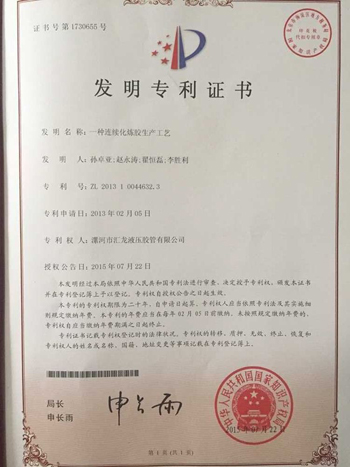 证书号第1730655号
发明专利证书
发明名称：一种连续化炼胶生产工艺
发明人：孙卓亚;赵永涛;翟恒磊;李胜利
专利号：ZL 2013 1 0044632.3
专利申请日：2013年02月05日
专利权人：漯河市汇龙液压胶管有限公司
授权公告日：2015年07月22日
本发明经过本局依照中华人民共和国专利法进行审查，决定授予专利权，颁发本证书
并在专利登记簿上予以登记。专利权自授权公告之日起生效。
本专利的专利权期限为二十年，自申请日起算。专利权人应当依照专利法及其实施细
则规定缴纳年费。本专利的年费应当在每年02月05日前缴纳。未按照规定缴纳年费的，
专利权自应当缴纳年费期满之日起终止。
专利证书记载专利权登记时的法律状况。专利权的转移、质押、无效、终止、恢复和
专利权人的姓名或名称、国籍、地址变更等事项记载在专利登记簿上。
局长
申长雨
申长雨
中华人民共和国国家知识产权局
2015年07月22日
第1页(共1页)